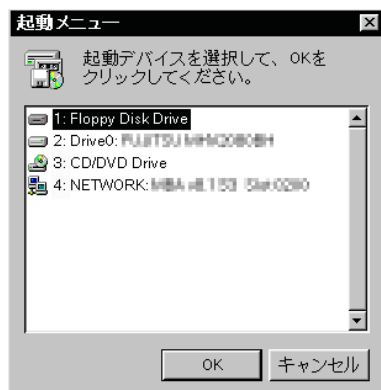 起動メニュー
起動デバイスを選択して、OKを
クリックしてください。
1: Floppy Disk Drive
2: Drive0:
3: CD/DVD Drive
4: NETWORK:
OK
キャンセル